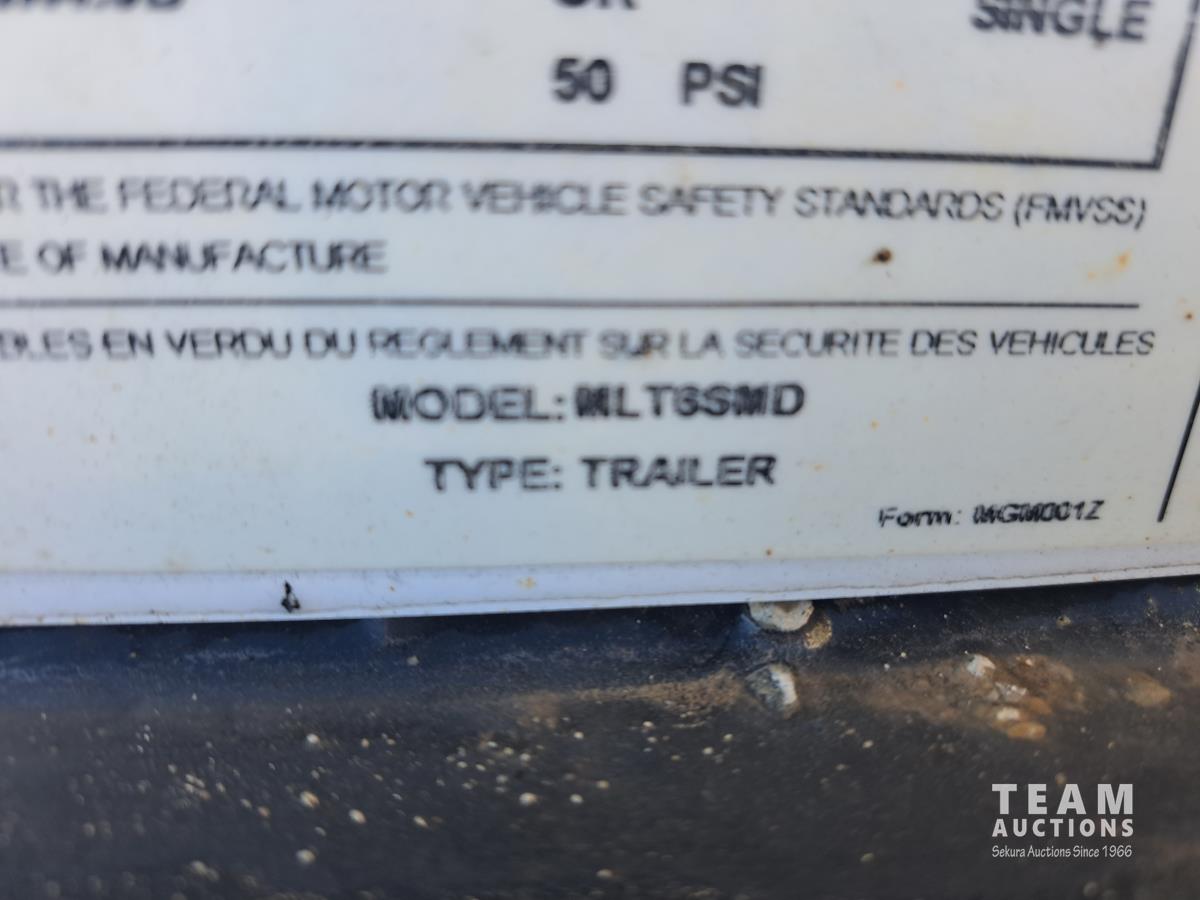 SINGLE
50 PSI
THE FEDERAL MOTOR VEHICLE SAFETY STANDARDS (FMVSS)
OF MANUFACTURE
EN VERDU DU REGLEMENT SUR LA SECURITE DES VEHICULES
MODEL: MLT6SMD
TYPE: TRAILER
Form: MGM001Z
TEAM
AUCTIONS
Sekura Auctions Since 1966